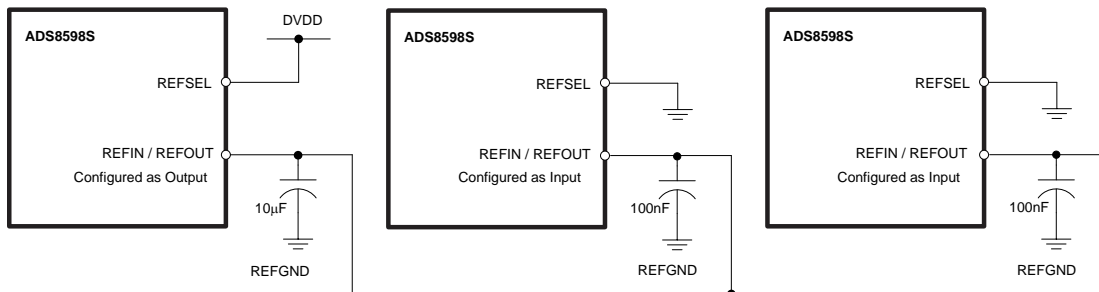 DVDD
ADS8598S
REFSEL
REFIN / REFOUT
Configured as Output
10μF
REFGND
ADS8598S
REFSEL
REFIN / REFOUT
Configured as Input
100nF
REFGND
ADS8598S
REFSEL
REFIN / REFOUT
Configured as Input
100nF
REFGND